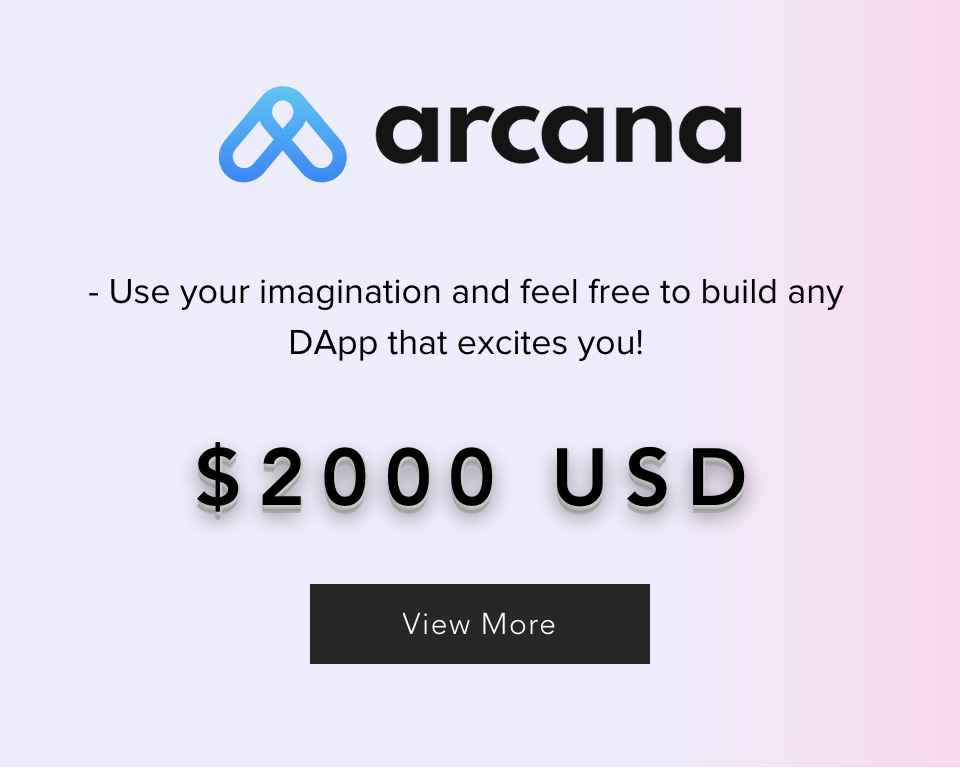 arcana
- Use your imagination and feel free to build any
DApp that excites you!
$2000 USD
View More